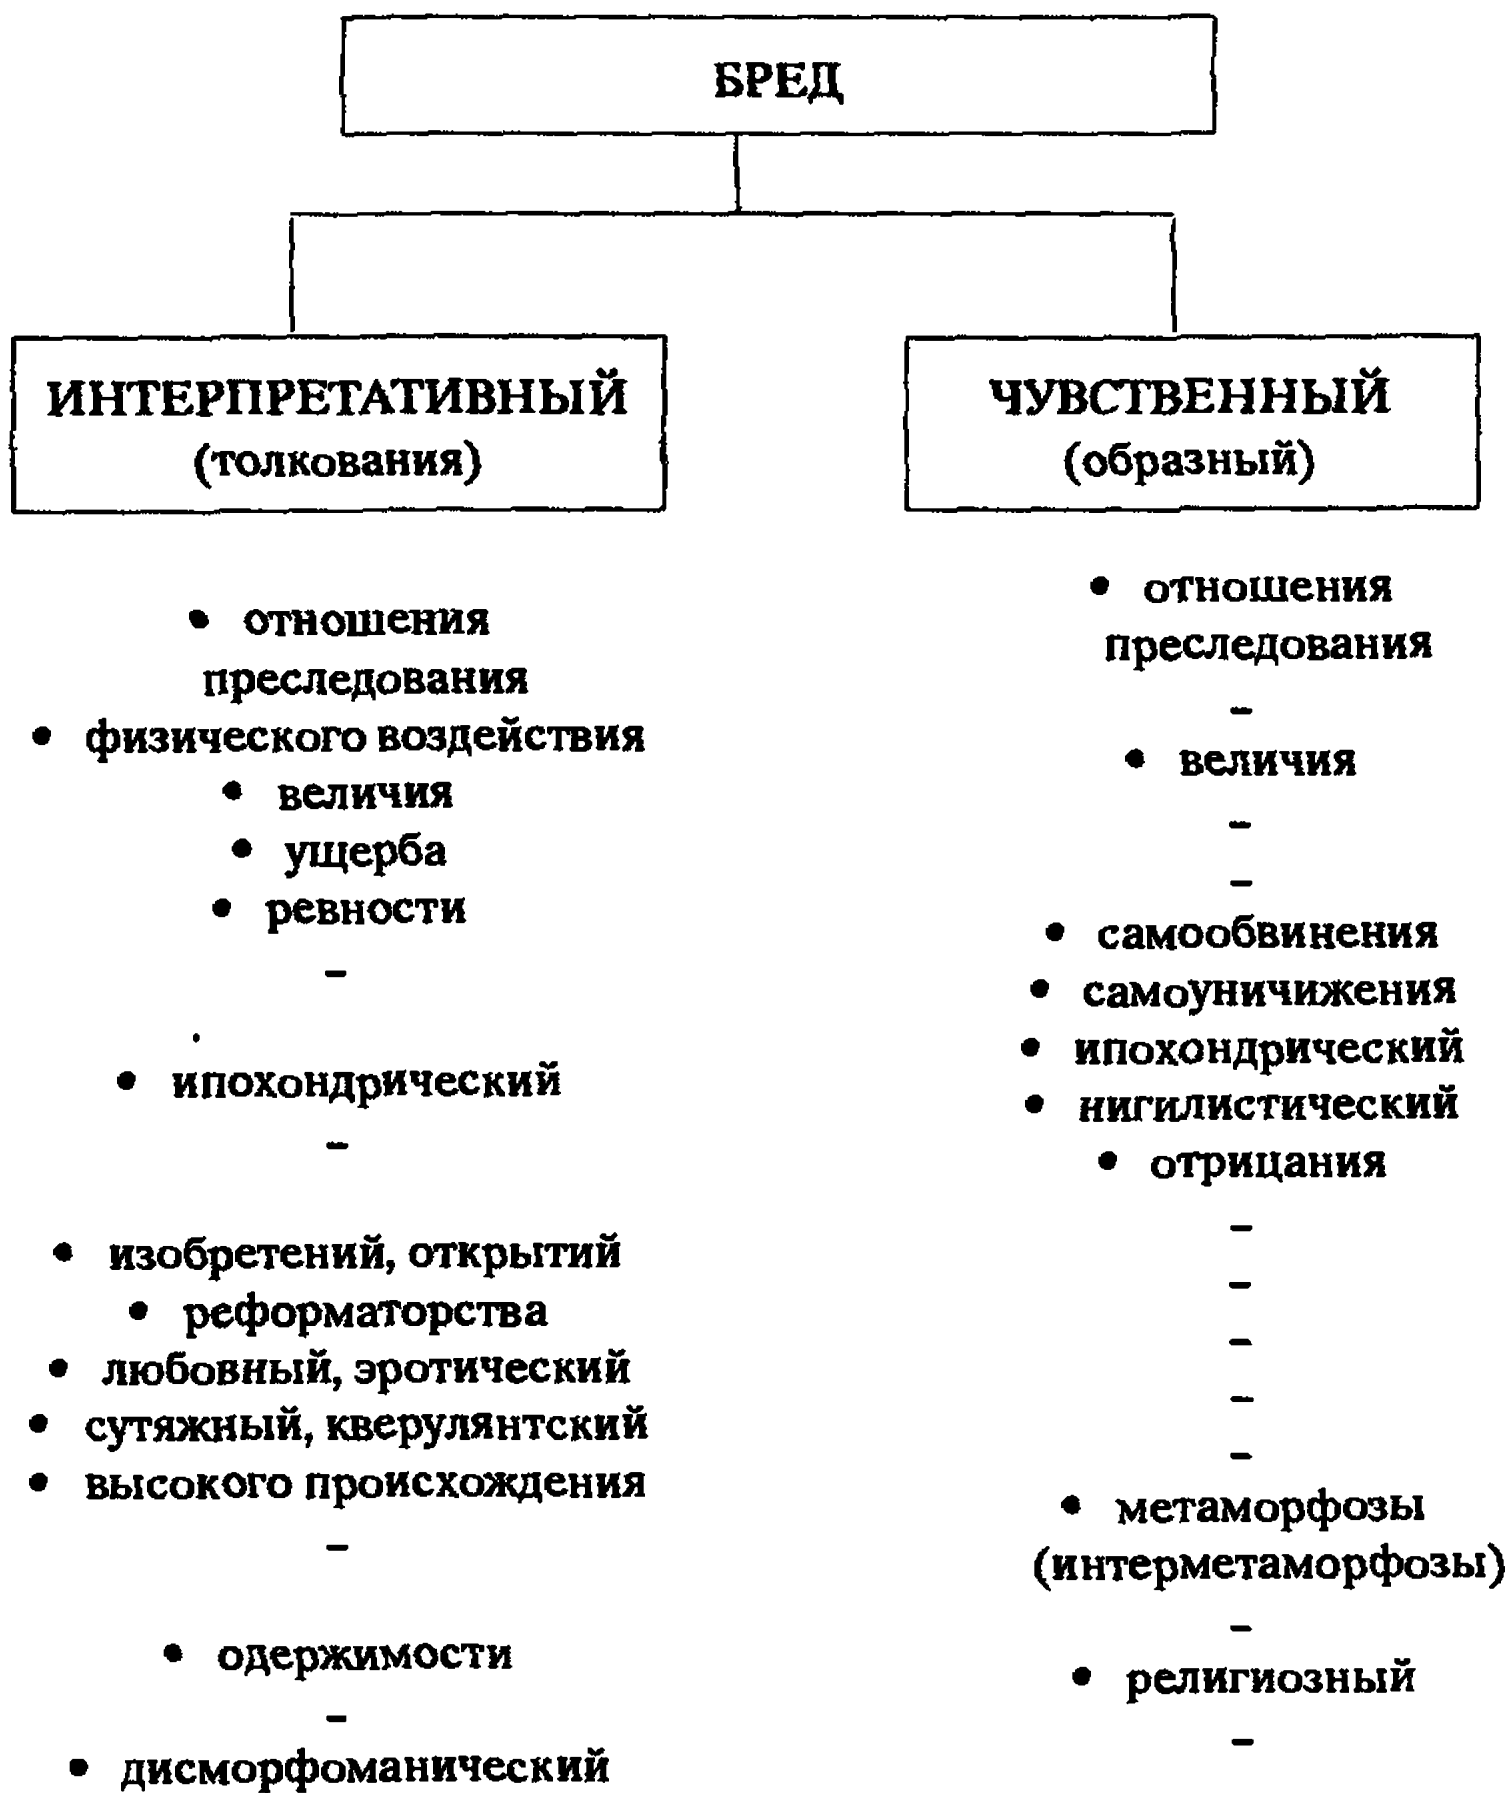 БРЕД
ИНТЕРПРЕТАТИВНЫЙ
(толкования)
• отношения
преследования
• физического воздействия
• величия
• ущерба
• ревности
–
• ипохондрический
–
• изобретений, открытий
• реформаторства
• любовный, эротический
• сутяжный, кверулянтский
• высокого происхождения
–
• одержимости
–
• дисморфоманический
ЧУВСТВЕННЫЙ
(образный)
• отношения
преследования
–
• величия
–
–
• самообвинения
• самоуничижения
• ипохондрический
• нигилистический
• отрицания
–
–
–
–
–
• метаморфозы
(интерметаморфозы)
–
• религиозный
–